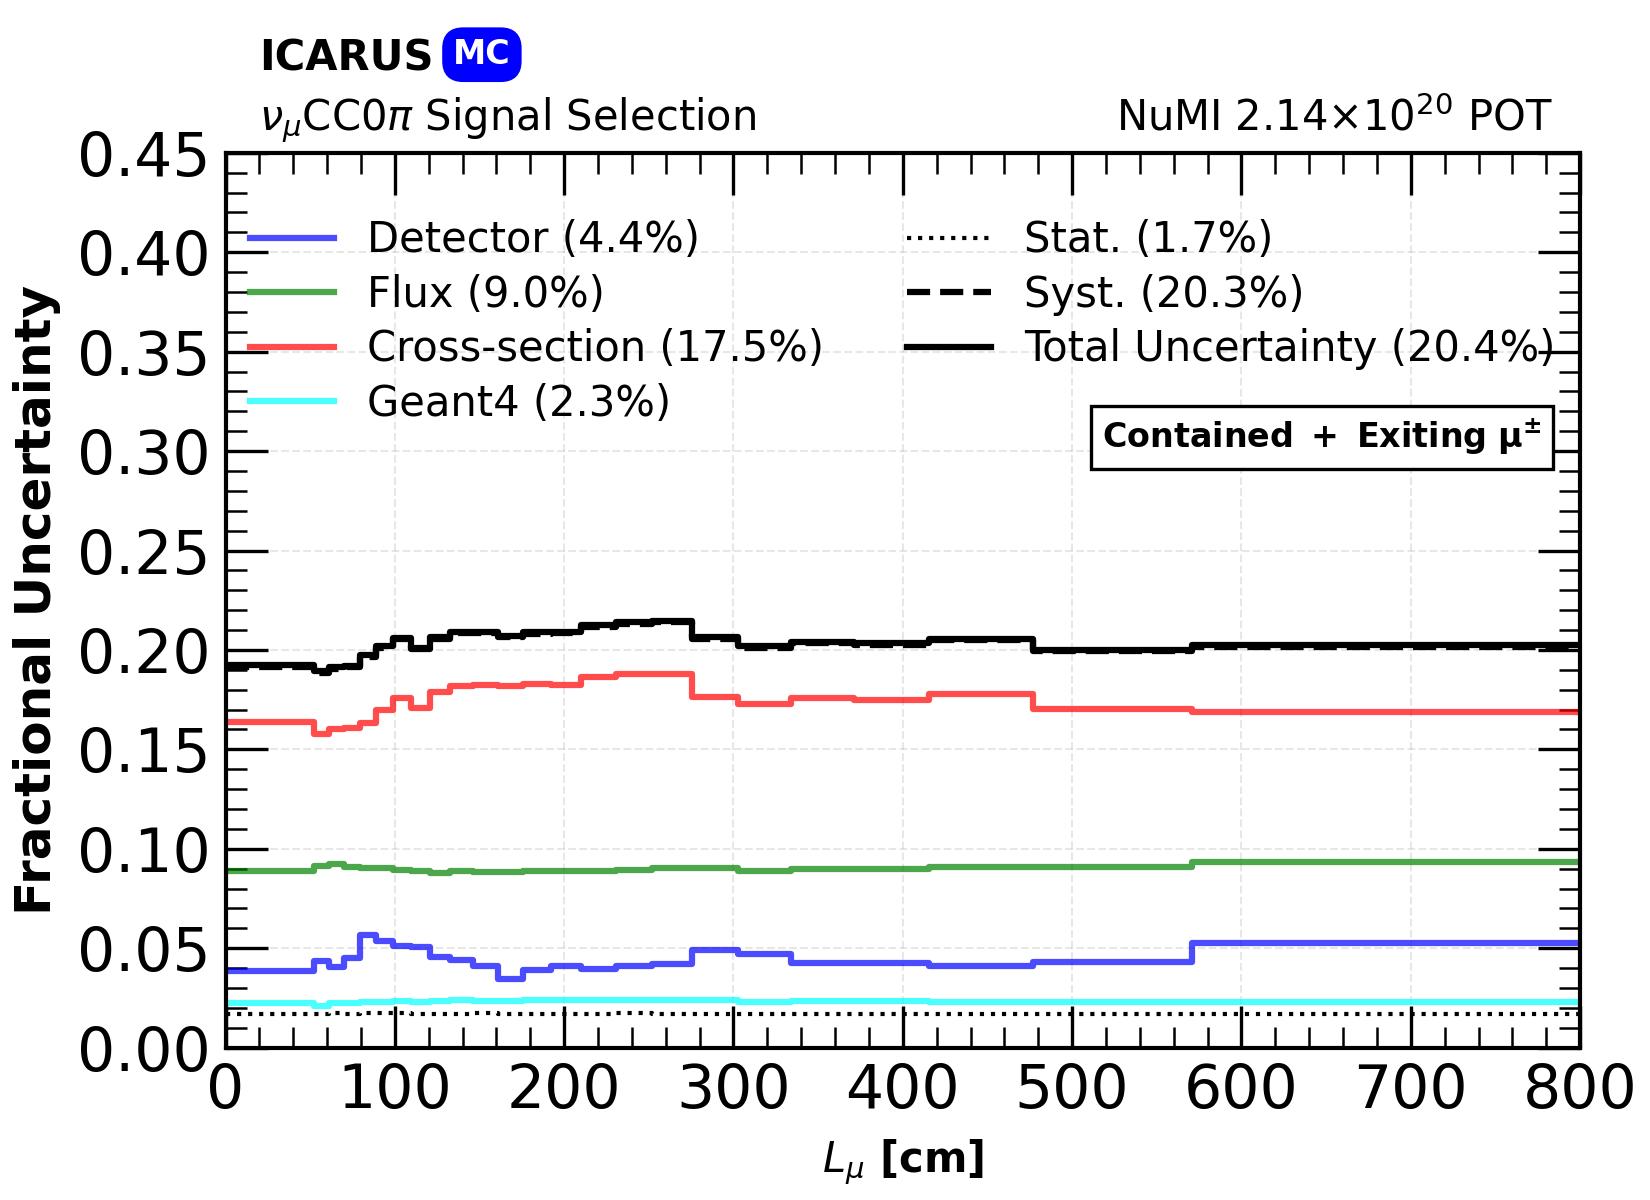 ICARUS MC
νμCC0π Signal Selection
NuMI 2.14×10²⁰ POT
Detector (4.4%)
Flux (9.0%)
Cross-section (17.5%)
Geant4 (2.3%)
Stat. (1.7%)
Syst. (20.3%)
Total Uncertainty (20.4%)
Contained + Exiting μ±
Fractional Uncertainty
0.45
0.40
0.35
0.30
0.25
0.20
0.15
0.10
0.05
0.00
0 100 200 300 400 500 600 700 800
Lμ [cm]